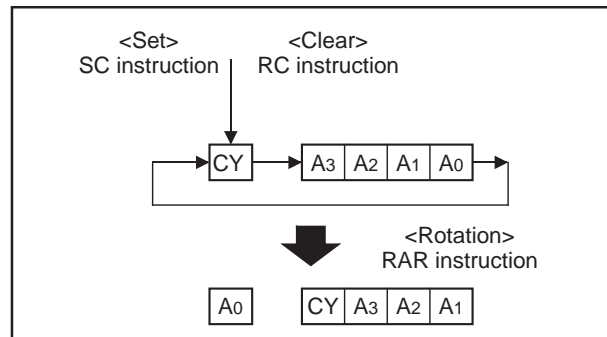 <Set> <Clear>
SC instruction RC instruction
CY A3 A2 A1 A0
<Rotation>
RAR instruction
A0 CY A3 A2 A1